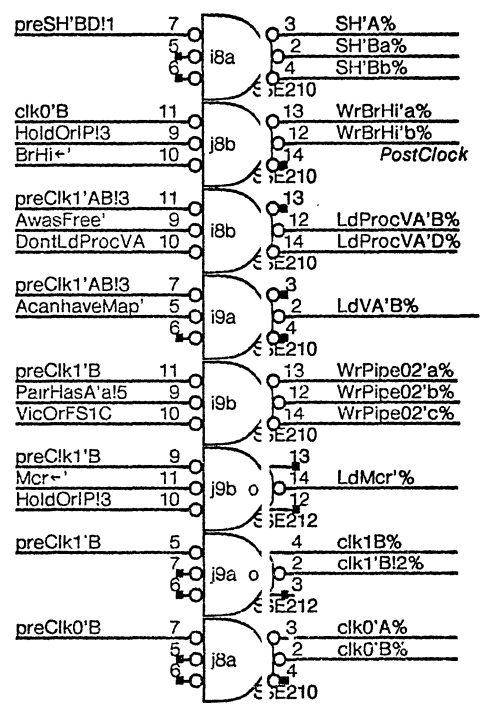 preSH'BD!1 7 3 SH'A%
5 i8a 2 SH'Ba%
6 4 SH'Bb%
SE210
clk0'B 11 13 WrBrHi'a%
HoldOrIP!3 9 j8b 12 WrBrHi'b%
BrHi←' 10 14 PostClock
SE210
preClk1'AB!3 11 13
AwasFree' 9 i8b 12 LdProcVA'B%
DontLdProcVA 10 14 LdProcVA'D%
SE210
preClk1'AB!3 7 3
AcanhaveMap' 5 i9a 2 LdVA'B%
6 4
SE210
preClk1'B 11 13 WrPipe02'a%
PairHasA'a!5 9 i9b 12 WrPipe02'b%
VicOrFS1C 10 14 WrPipe02'c%
SE210
preClk1'B 9 13
Mcr←' 11 j9b o 14 LdMcr'%
HoldOrIP!3 10 12
SE212
preClk1'B 5 4 clk1B%
7 j9a o 2 clk1'B!2%
6 3
SE212
preClk0'B 7 3 clk0'A%
5 j8a 2 clk0'B%
6 4
SE210